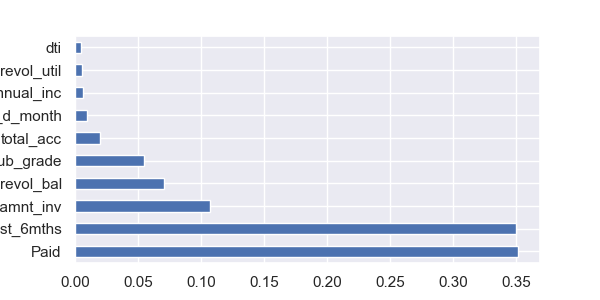 dti
revol_util
nnual_inc
_d_month
total_acc
ub_grade
revol_bal
amnt_inv
st_6mths
Paid
0.00 0.05 0.10 0.15 0.20 0.25 0.30 0.35